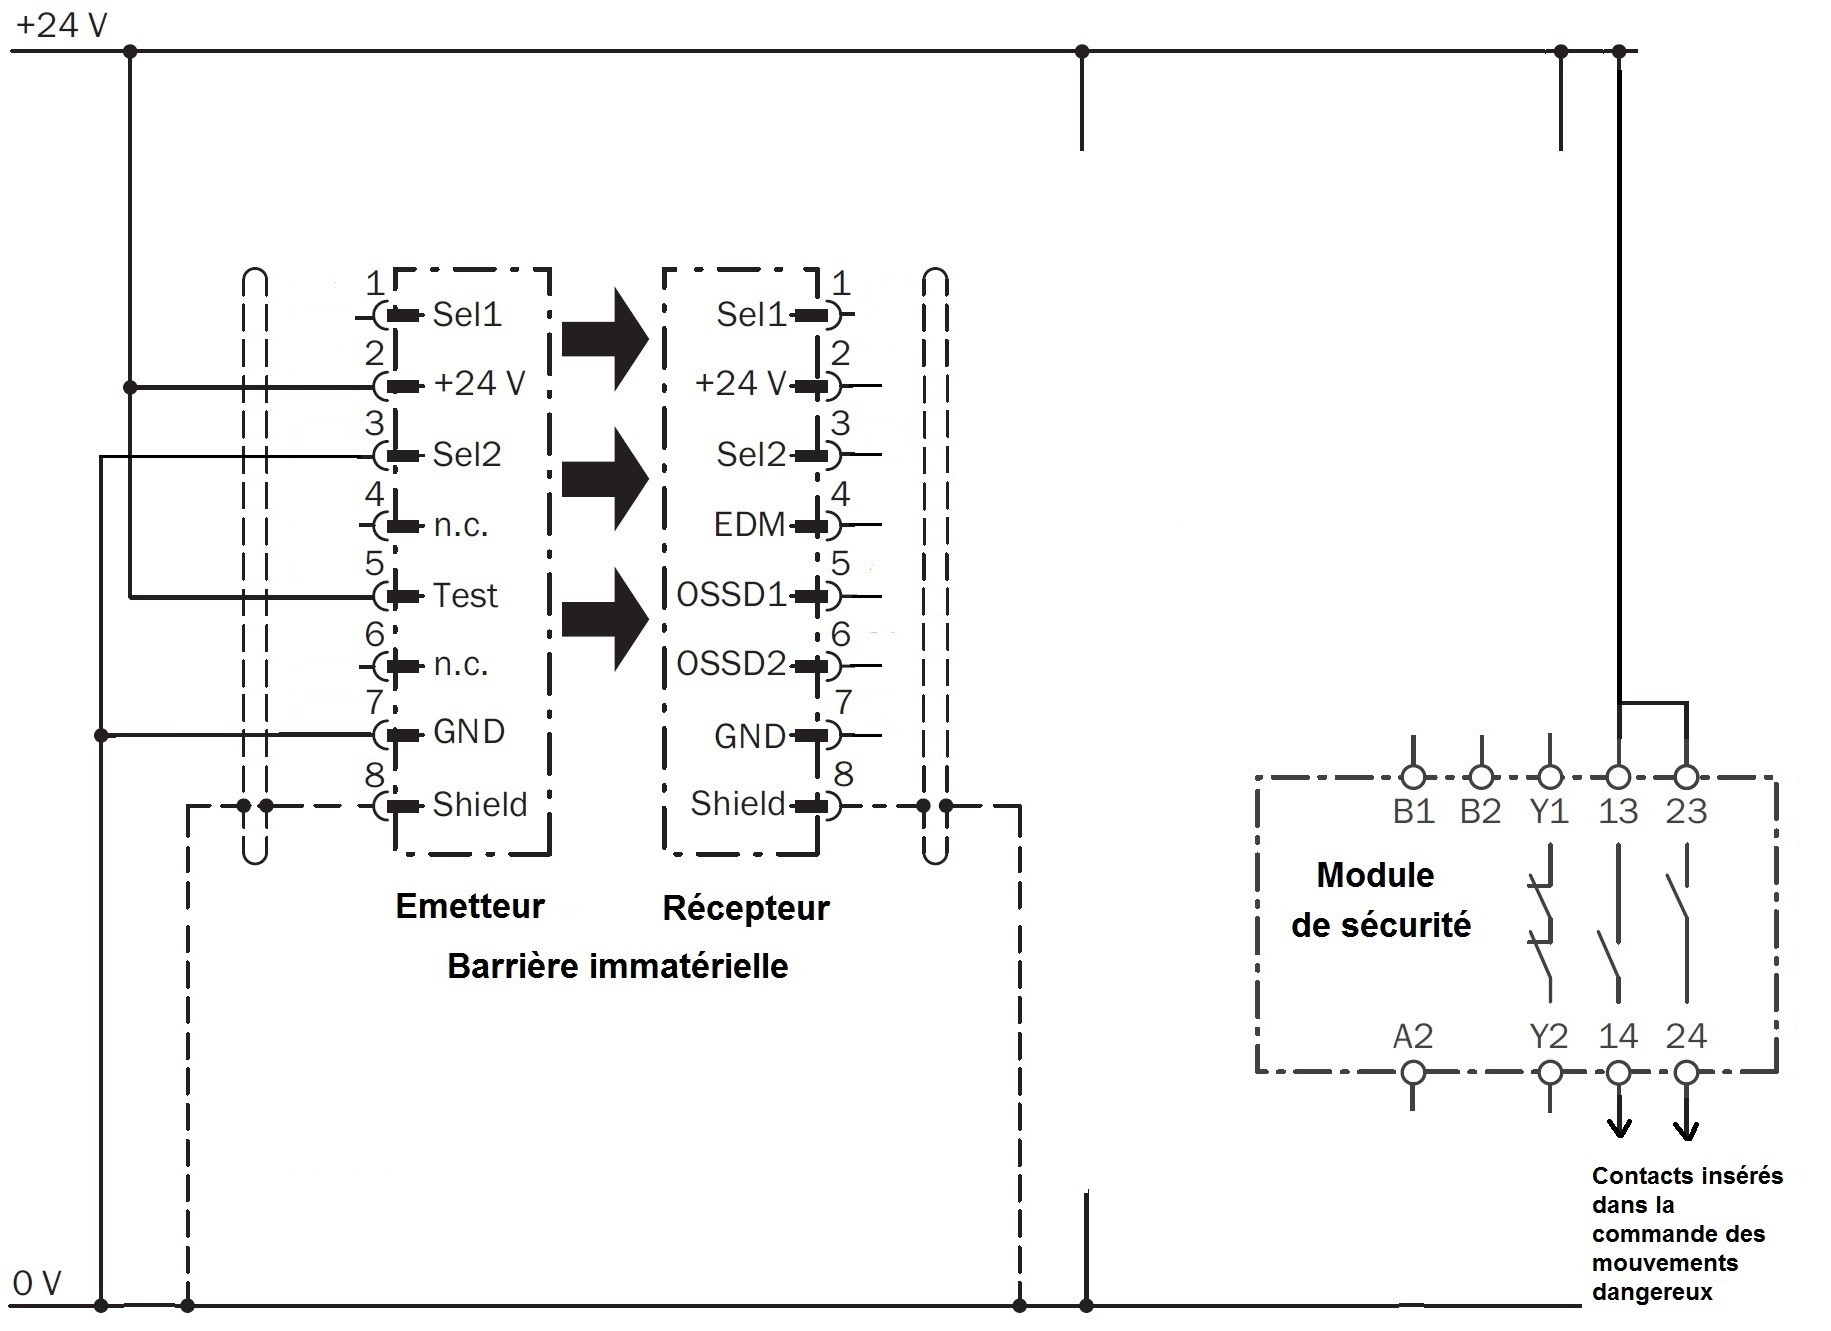 +24 V
1 Sel1
2 +24 V
3 Sel2
4 n.c.
5 Test
6 n.c.
7 GND
8 Shield
Sel1 1
+24 V 2
Sel2 3
EDM 4
OSSD1 5
OSSD2 6
GND 7
Shield 8
Emetteur
Récepteur
Barrière immatérielle
B1 B2 Y1 13 23
Module
de sécurité
A2 Y2 14 24
Contacts insérés
dans la
commande des
mouvements
dangereux
0 V